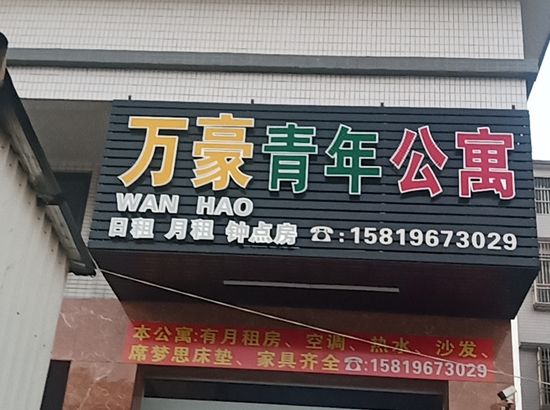 万豪青年公寓
WAN HAO
日租 月租 钟点房 ☎:15819673029
本公寓:有月租房、空调、热水、沙发、
席梦思床垫、家具齐全☎:15819673029